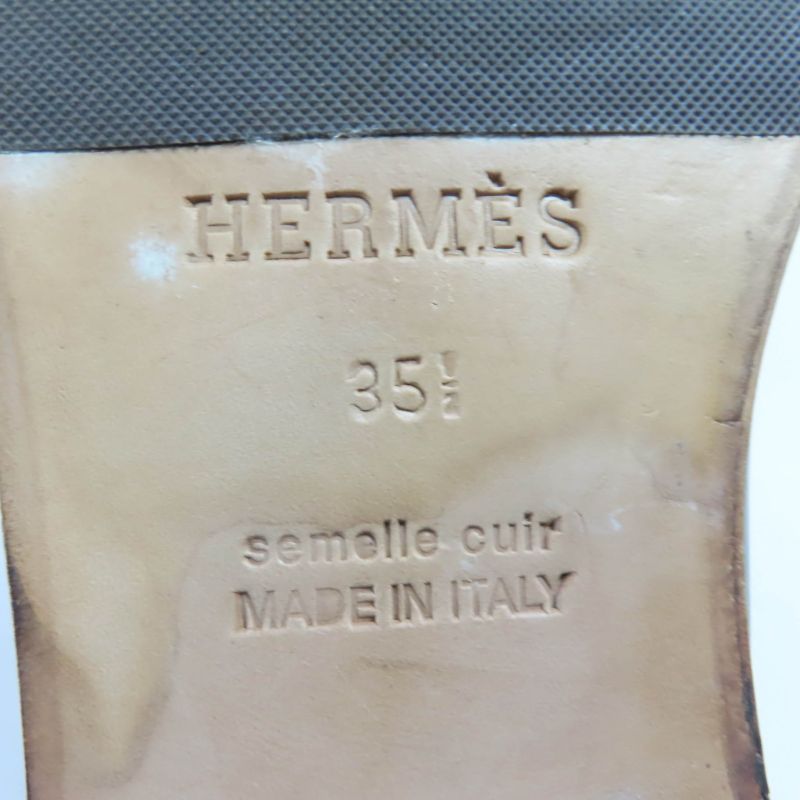 HERMÈS
35½
semelle cuir
MADE IN ITALY